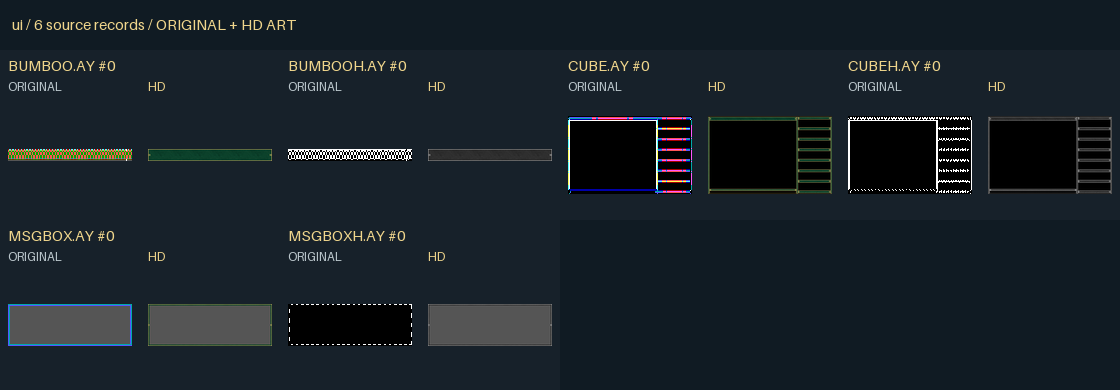 ui / 6 source records / ORIGINAL + HD ART
BUMBOO.AY #0
ORIGINAL HD
BUMBOOH.AY #0
ORIGINAL HD
CUBE.AY #0
ORIGINAL HD
CUBEH.AY #0
ORIGINAL HD
MSGBOX.AY #0
ORIGINAL HD
MSGBOXH.AY #0
ORIGINAL HD